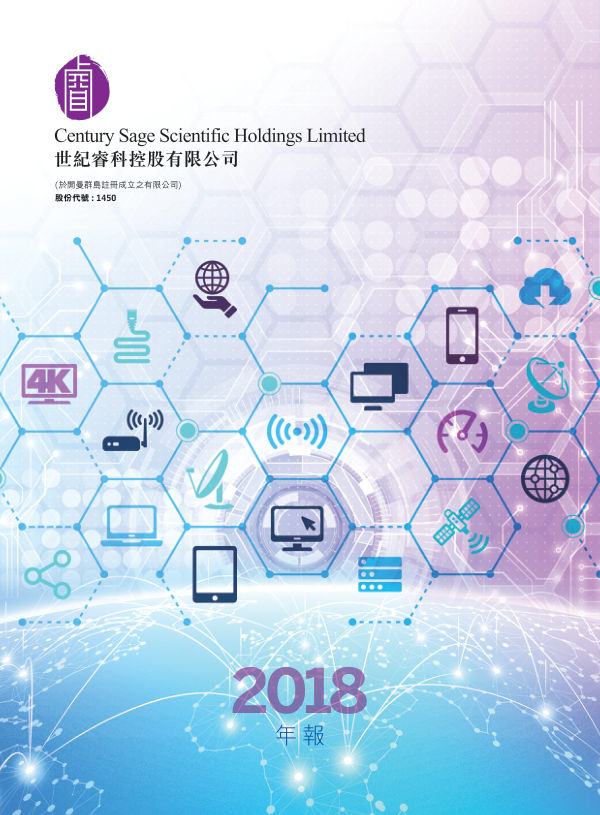 Century Sage Scientific Holdings Limited
世紀睿科控股有限公司
(於開曼群島註冊成立之有限公司)
股份代號 : 1450
4K
2018
年報